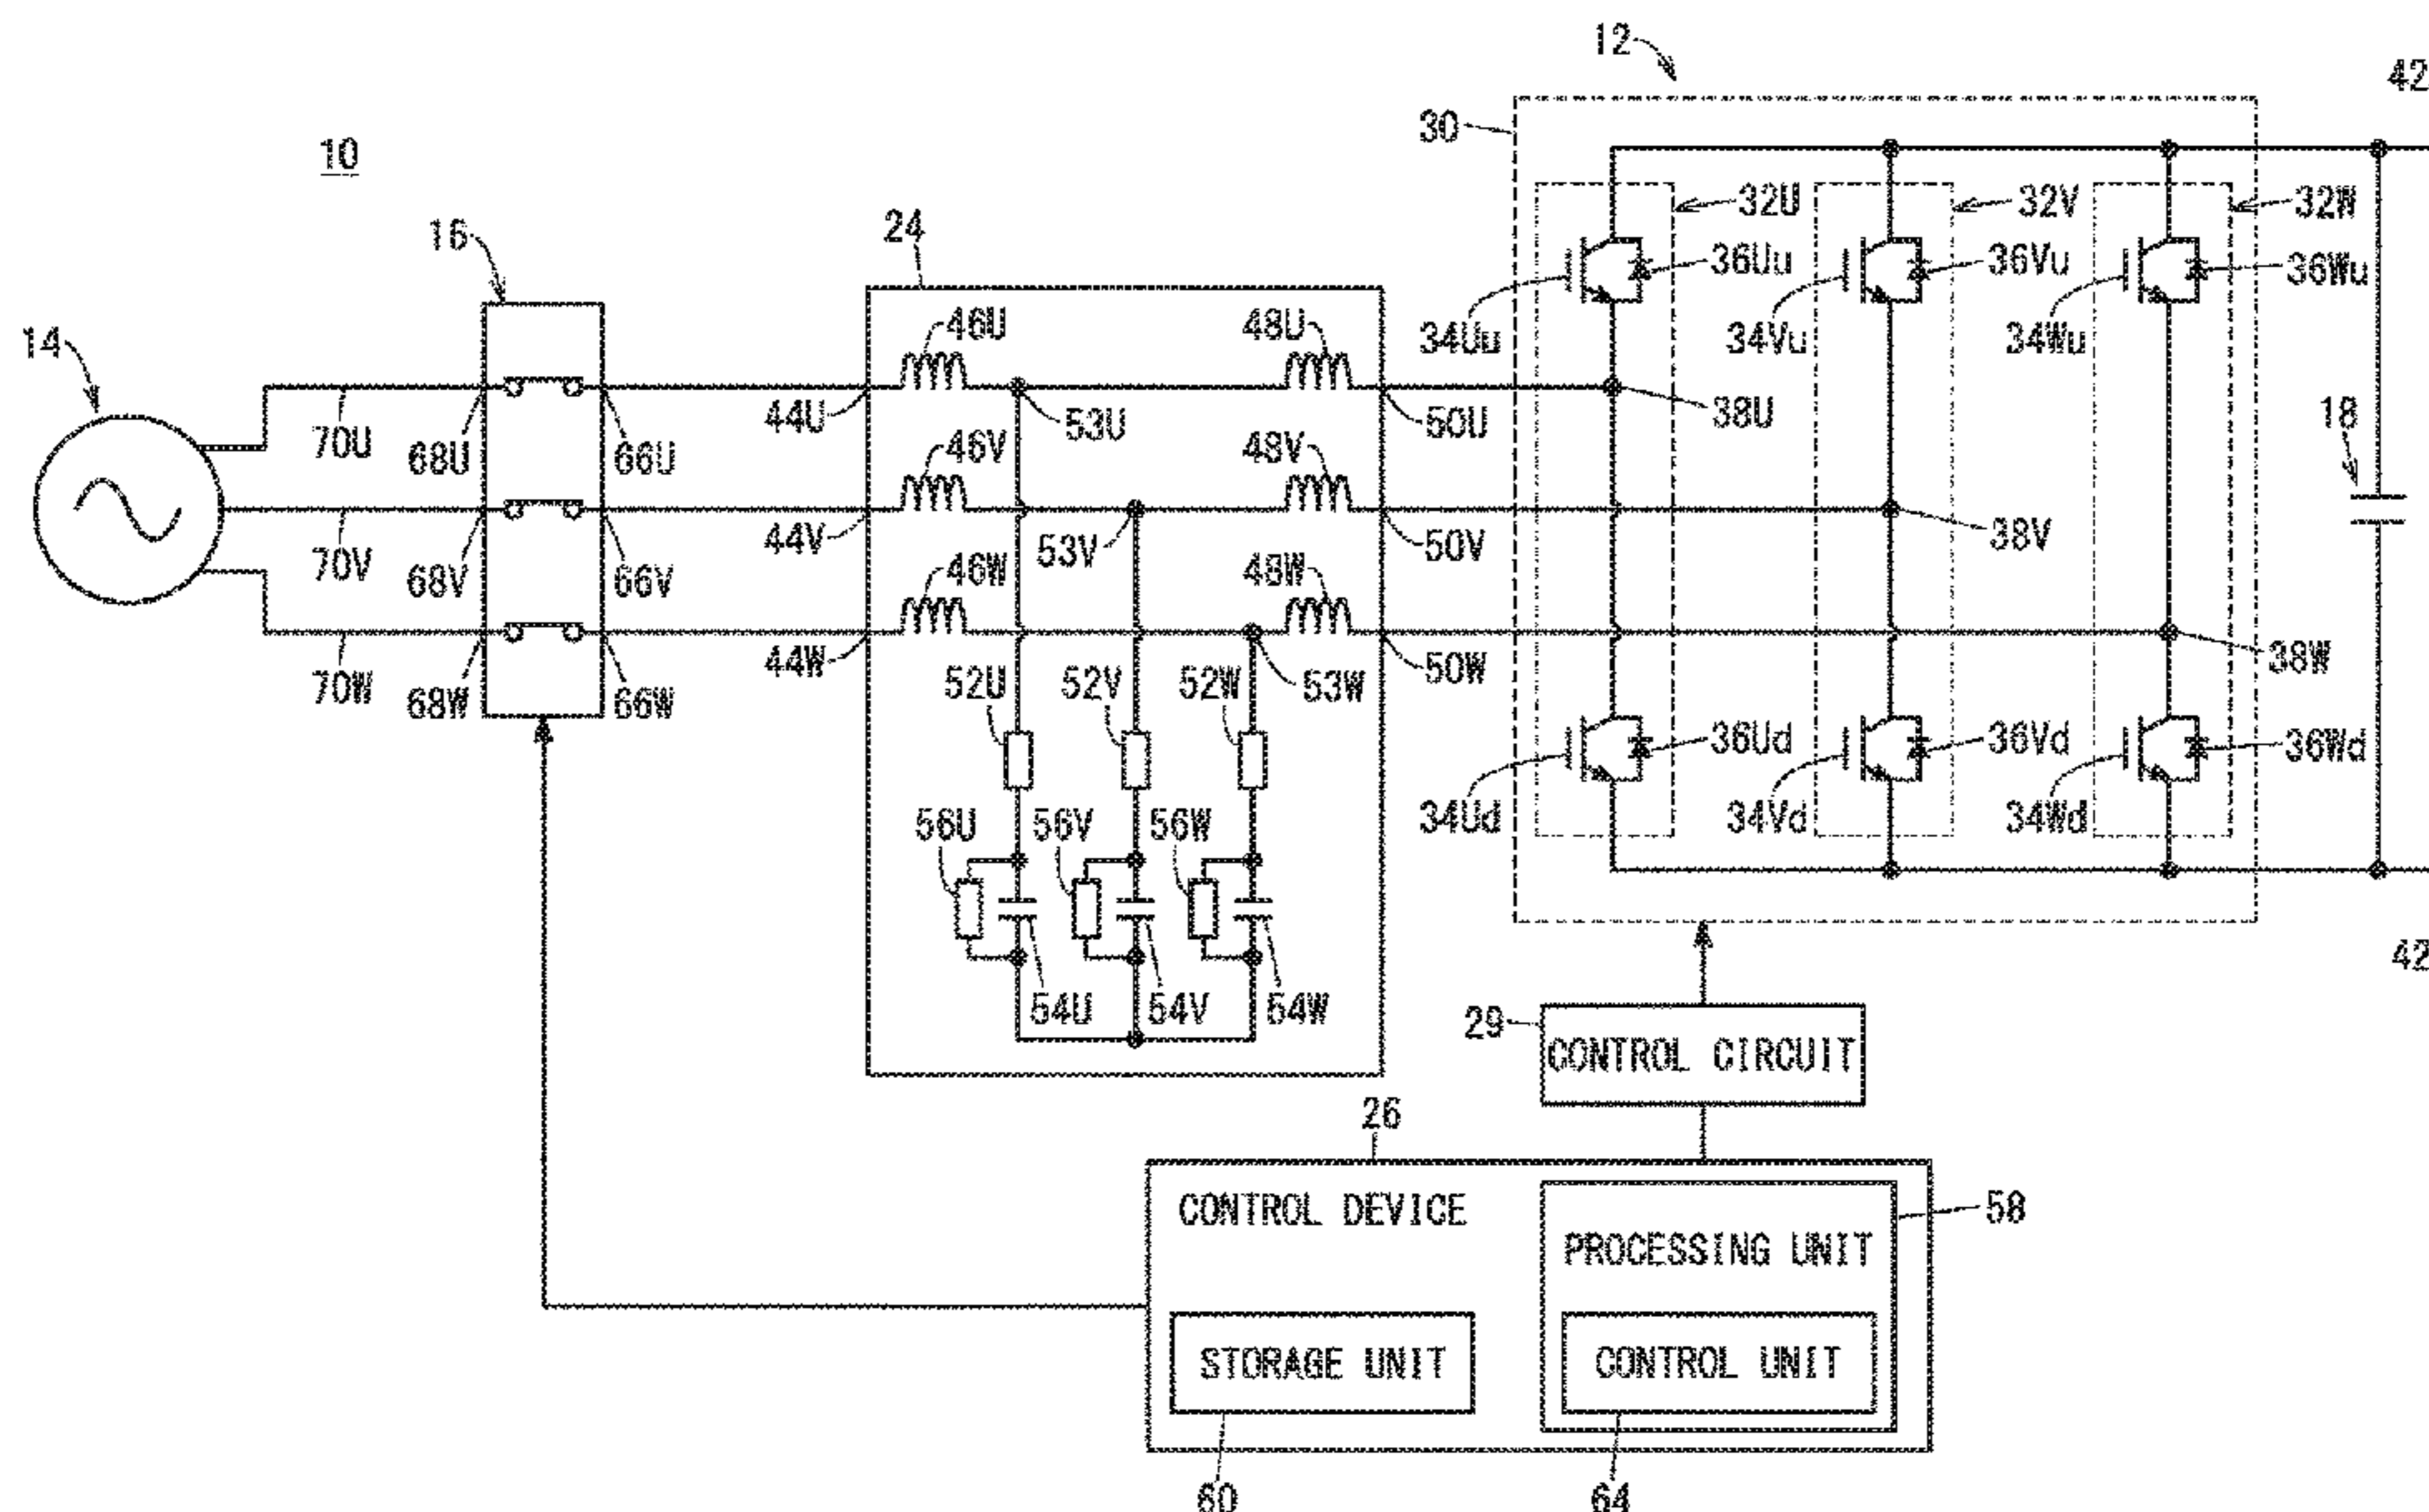 12
42
30
10
32U
32V
32W
16
24
36Uu
36Vu
36Wu
14
46U
48U
34Uu
34Vu
34Wu
44U
53U
50U
38U
18
70U
68U
66U
46V
48V
44V
53V
50V
38V
70V
68V
66V
46W
48W
44W
50W
38W
70W
68W
66W
52U
52V
52W
53W
36Ud
36Vd
36Wd
56U
56V
56W
34Ud
34Vd
34Wd
42
54U
54V
54W
29
CONTROL CIRCUIT
26
CONTROL DEVICE
58
PROCESSING UNIT
STORAGE UNIT
CONTROL UNIT
60
64